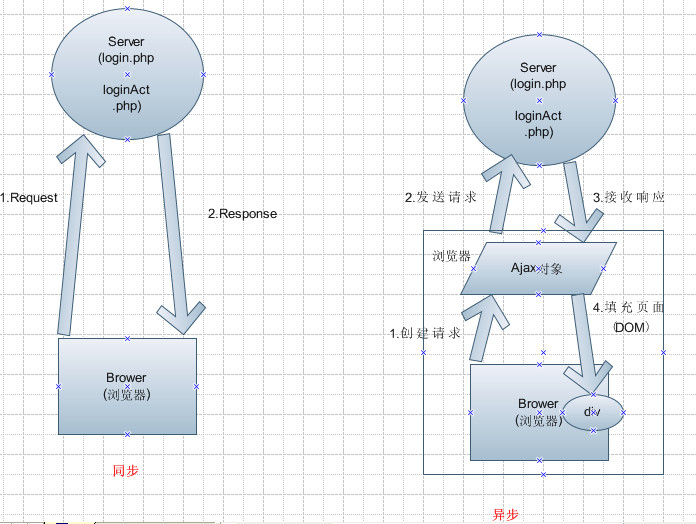 Server
(login.php
loginAct
.php)
1.Request
2.Response
Brower
(浏览器)
同步
Server
(login.php
loginAct
.php)
2.发送请求
3.接收响应
浏览器
Ajax对象
1.创建请求
4.填充页面
(DOM)
Brower
(浏览器)
div
异步